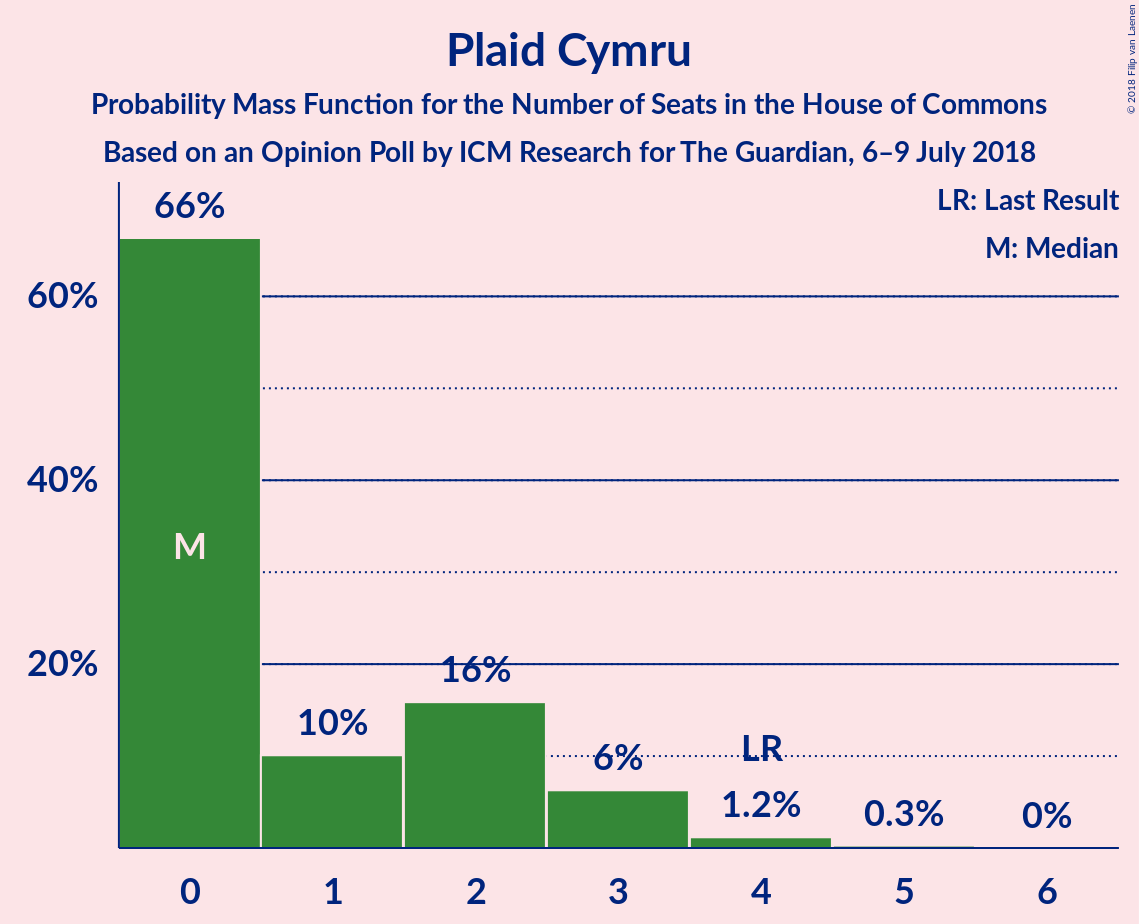 Plaid Cymru
Probability Mass Function for the Number of Seats in the House of Commons
Based on an Opinion Poll by ICM Research for The Guardian, 6–9 July 2018
© 2018 Filip van Laenen
LR: Last Result
M: Median
66%
60%
M
40%
20%
16%
10%
6%
LR
1.2%
0.3%
0%
0 1 2 3 4 5 6